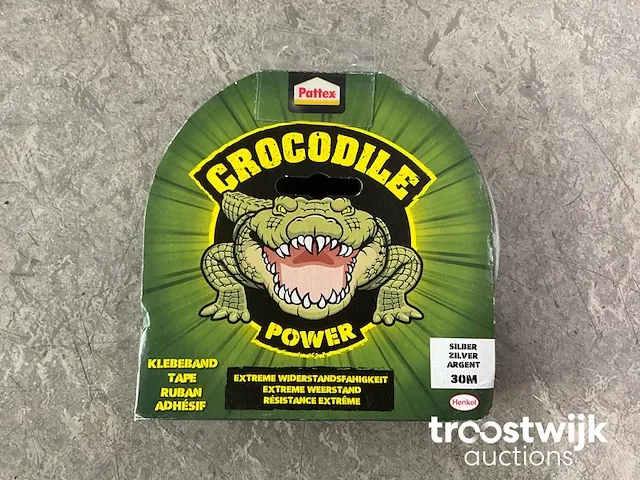 Pattex
CROCODILE
POWER
KLEBEBAND
TAPE
RUBAN
ADHÉSIF
EXTREME WIDERSTANDSFÄHIGKEIT
EXTREME WEERSTAND
RÉSISTANCE EXTRÊME
SILBER
ZILVER
ARGENT
30M
Henkel
troostwijk
auctions